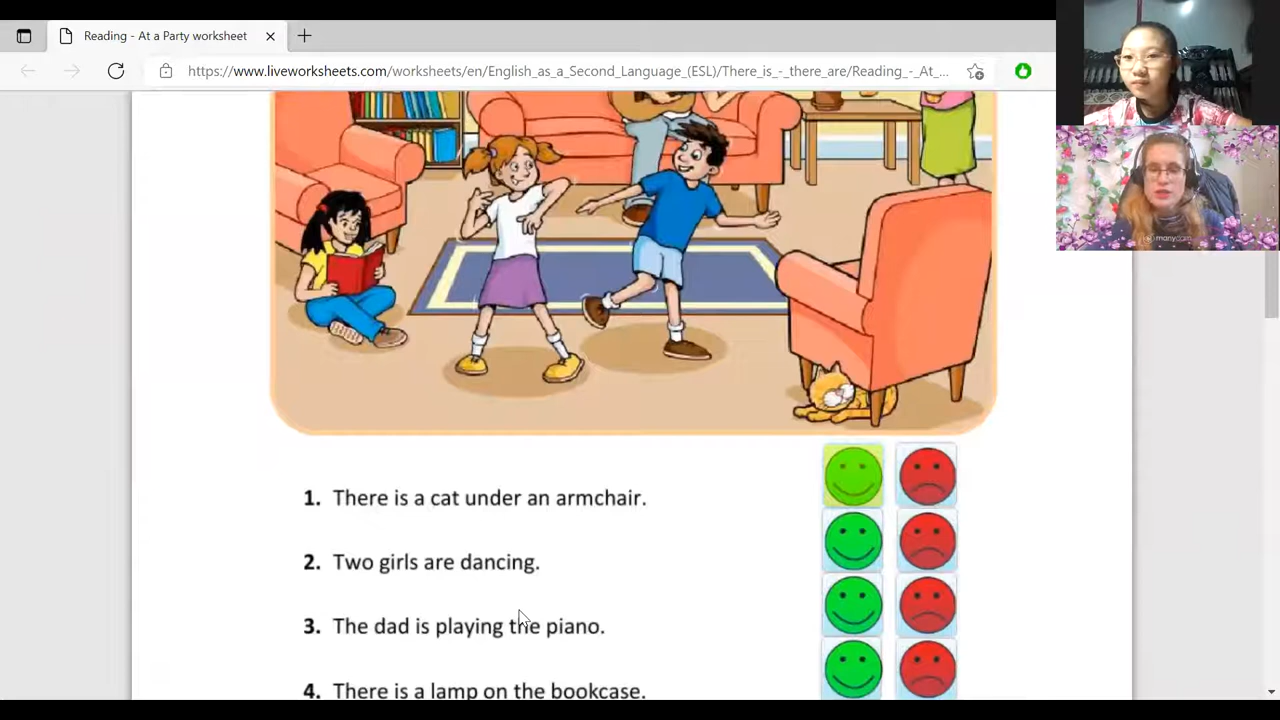 Reading - At a Party worksheet
https://www.liveworksheets.com/worksheets/en/English_as_a_Second_Language_(ESL)/There_is_-_there_are/Reading_-_At_...
1. There is a cat under an armchair.
2. Two girls are dancing.
3. The dad is playing the piano.
4. There is a lamp on the bookcase.
manycam